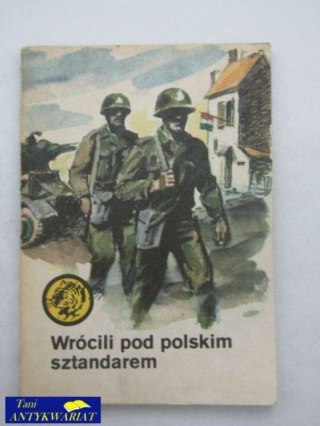 Wrócili pod polskim
sztandarem
Tani
ANTYKWARIAT